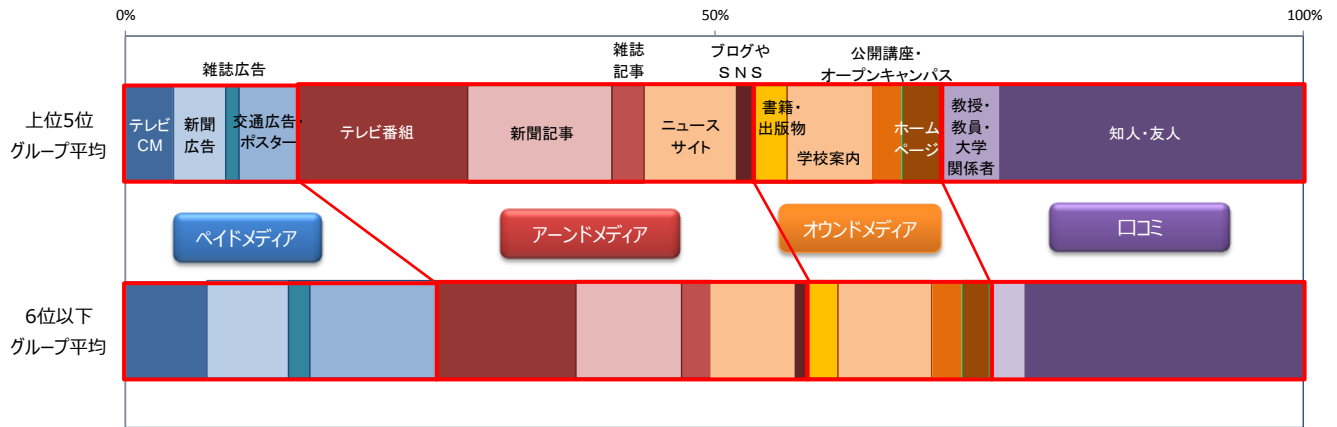 0%
50%
100%
雑誌広告
雑誌
記事
ブログや
ＳＮＳ
公開講座・
オープンキャンパス
上位5位
グループ平均
テレビ
CM
新聞
広告
交通広告・
ポスター
テレビ番組
新聞記事
ニュース
サイト
書籍・
出版物
学校案内
ホーム
ページ
教授・
教員・
大学
関係者
知人・友人
ペイドメディア
アーンドメディア
オウンドメディア
口コミ
6位以下
グループ平均